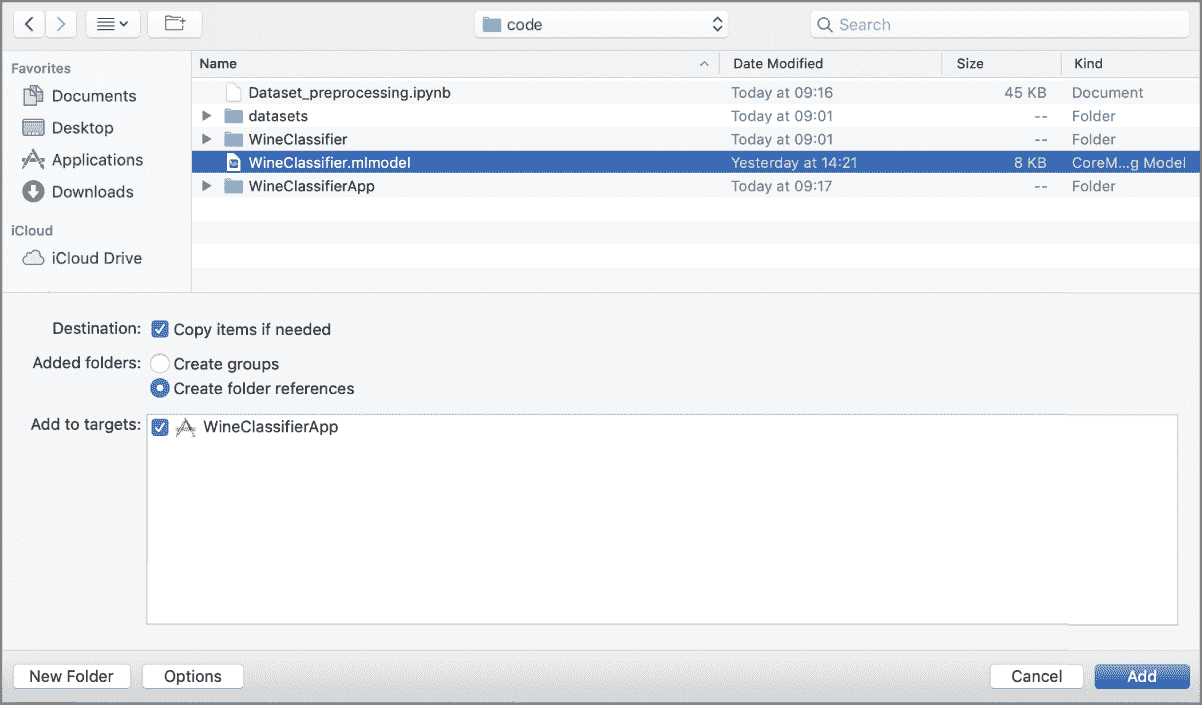 code
Search
Favorites
Documents
Desktop
Applications
Downloads
iCloud
iCloud Drive
Name Date Modified Size Kind
Dataset_preprocessing.ipynb Today at 09:16 45 KB Document
datasets Today at 09:01 -- Folder
WineClassifier Today at 09:01 -- Folder
WineClassifier.mlmodel Yesterday at 14:21 8 KB CoreM...g Model
WineClassifierApp Today at 09:17 -- Folder
Destination: Copy items if needed
Added folders: Create groups
Create folder references
Add to targets: WineClassifierApp
New Folder Options Cancel Add